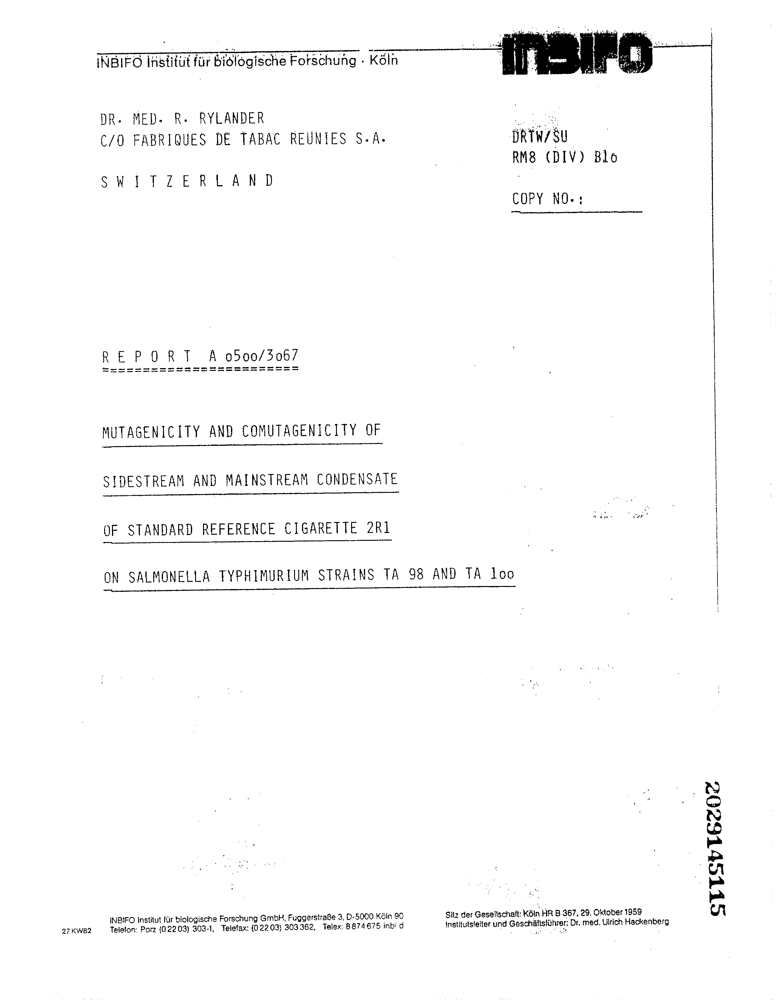 INBIFO Institut für biologische Forschung · Köln
INBIFO
DR. MED. R. RYLANDER
C/O FABRIQUES DE TABAC REUNIES S.A.
S W I T Z E R L A N D
DRTW/SU
RM8 (DIV) Blo
COPY NO.:
R E P O R T  A o5oo/3o67
========================
MUTAGENICITY AND COMUTAGENICITY OF
SIDESTREAM AND MAINSTREAM CONDENSATE
OF STANDARD REFERENCE CIGARETTE 2R1
ON SALMONELLA TYPHIMURIUM STRAINS TA 98 AND TA loo
2029145115
27 KW82
INBIFO Institut für biologische Forschung GmbH, Fuggerstraße 3, D-5000 Köln 90
Telefon: Porz (0 22 03) 303-1, Telefax: (0 22 03) 303 362, Telex: 8 874 675 inbi d
Sitz der Gesellschaft: Köln HR B 367, 29. Oktober 1959
Institutsleiter und Geschäftsführer: Dr. med. Ulrich Hackenberg